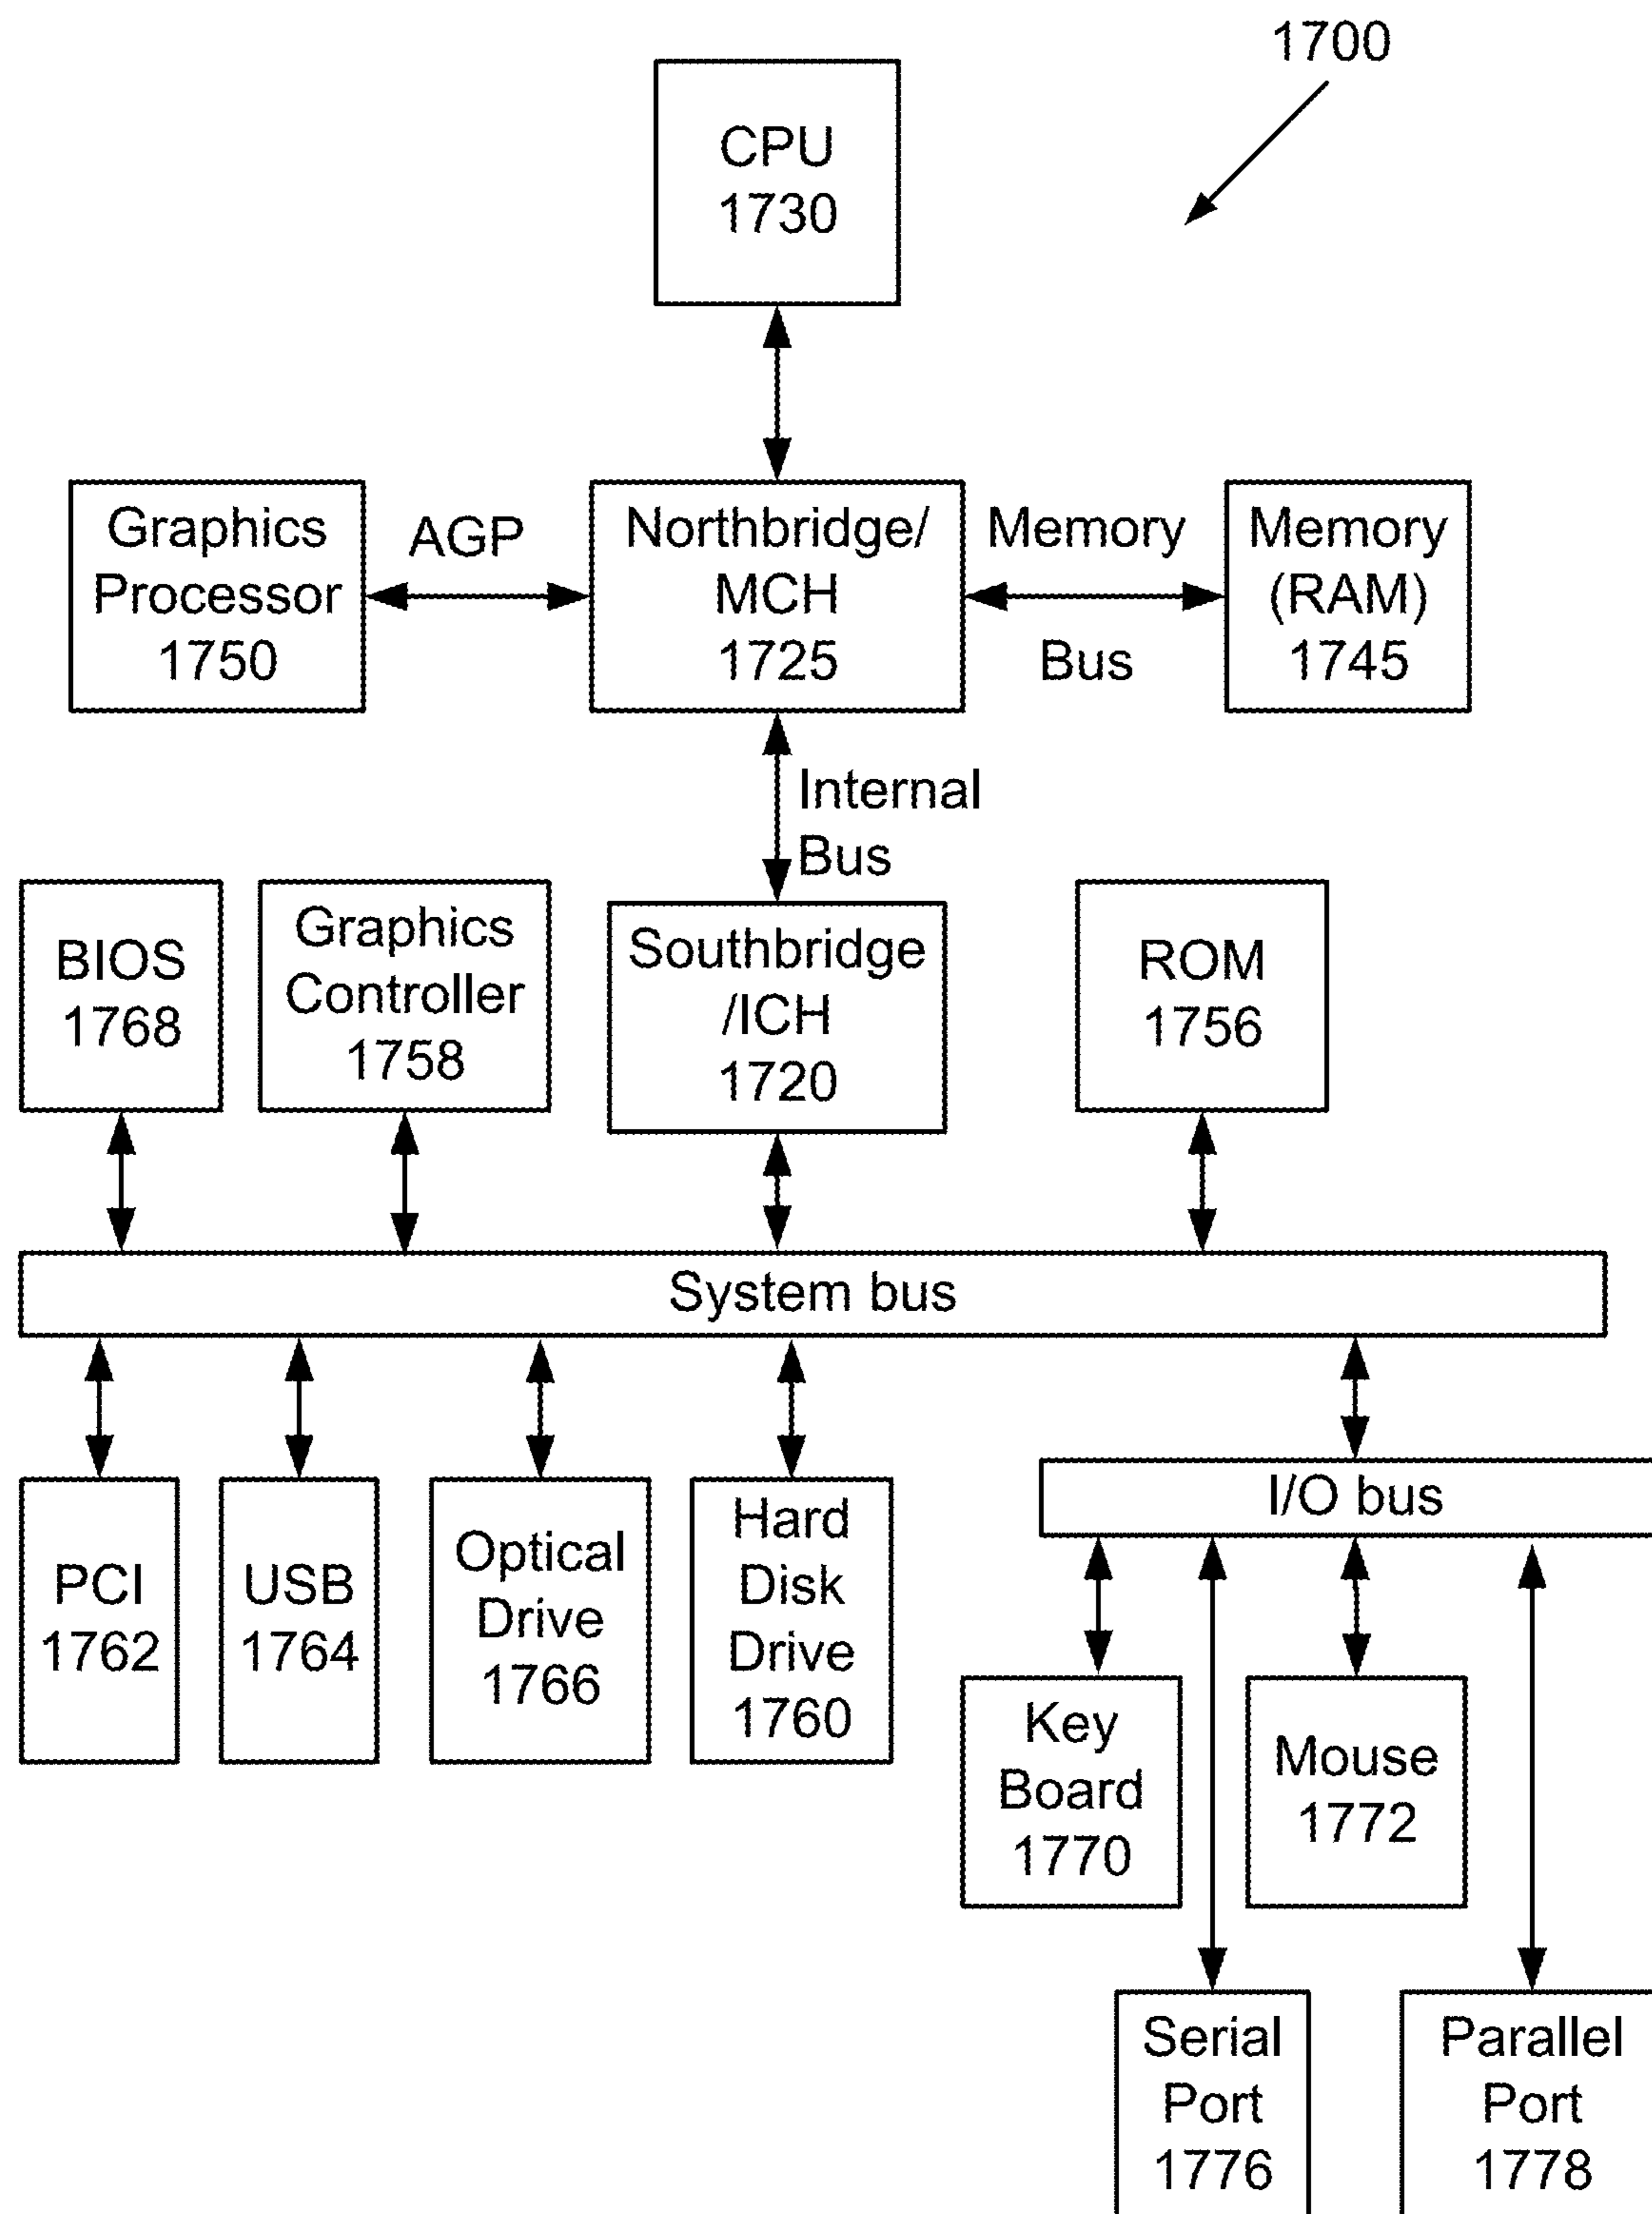 1700
CPU
1730
Graphics
Processor
1750
AGP
Northbridge/
MCH
1725
Memory
Bus
Memory
(RAM)
1745
Internal
Bus
BIOS
1768
Graphics
Controller
1758
Southbridge
/ICH
1720
ROM
1756
System bus
PCI
1762
USB
1764
Optical
Drive
1766
Hard
Disk
Drive
1760
I/O bus
Key
Board
1770
Mouse
1772
Serial
Port
1776
Parallel
Port
1778